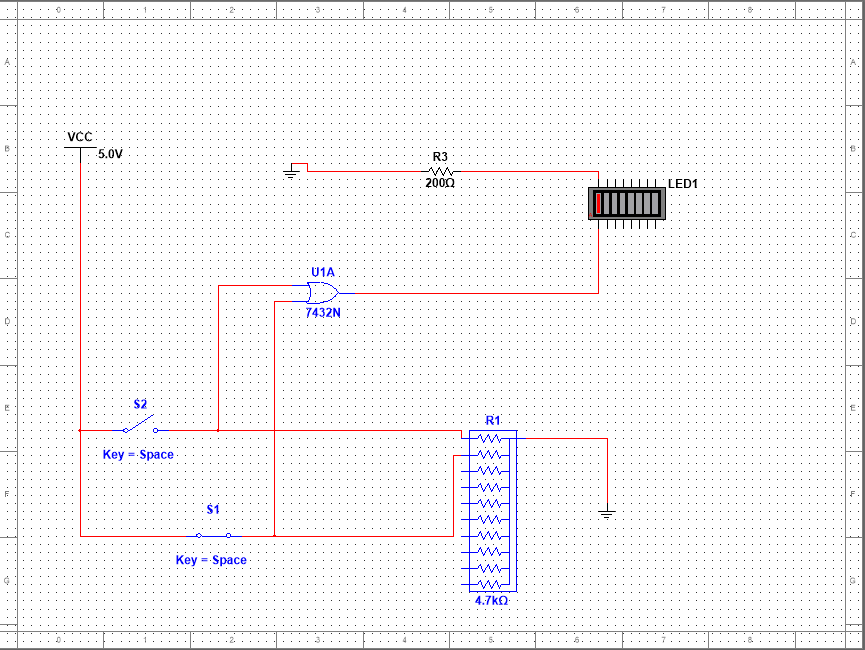 0 1 2 3 4 5 6 7 8
A A
VCC
B B
5.0V
R3
200Ω
LED1
C C
U1A
7432N
D D
S2
E E
Key = Space
R1
F F
S1
Key = Space
G G
4.7kΩ
0 1 2 3 4 5 6 7 8